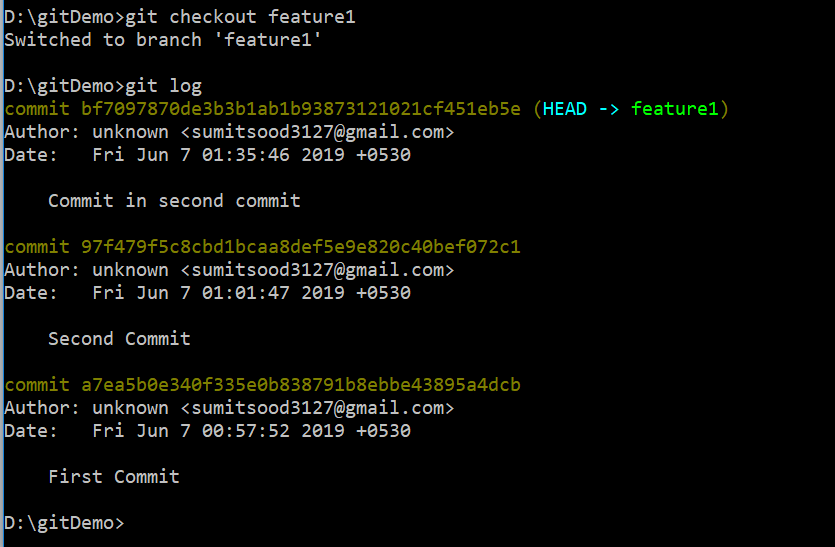 D:\gitDemo>git checkout feature1
Switched to branch 'feature1'
D:\gitDemo>git log
commit bf7097870de3b3b1ab1b93873121021cf451eb5e (HEAD -> feature1)
Author: unknown <sumitsood3127@gmail.com>
Date:   Fri Jun 7 01:35:46 2019 +0530
    Commit in second commit
commit 97f479f5c8cbd1bcaa8def5e9e820c40bef072c1
Author: unknown <sumitsood3127@gmail.com>
Date:   Fri Jun 7 01:01:47 2019 +0530
    Second Commit
commit a7ea5b0e340f335e0b838791b8ebbe43895a4dcb
Author: unknown <sumitsood3127@gmail.com>
Date:   Fri Jun 7 00:57:52 2019 +0530
    First Commit
D:\gitDemo>